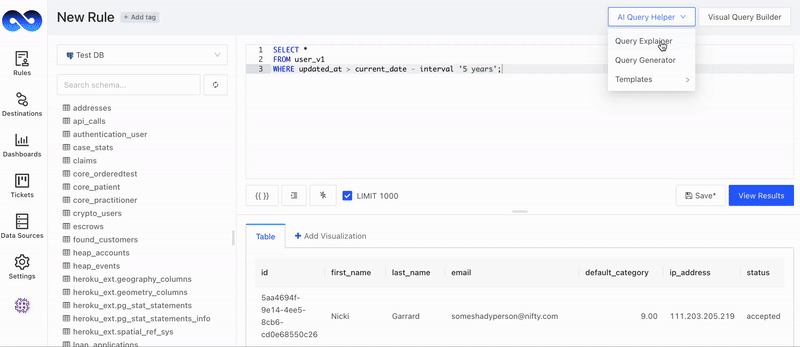 New Rule
+ Add tag
AI Query Helper
Visual Query Builder
Query Explainer
Query Generator
Templates
Rules
Destinations
Dashboards
Tickets
Data Sources
Settings
Test DB
Search schema...
addresses
api_calls
authentication_user
case_stats
claims
core_orderedtest
core_patient
core_practitioner
crypto_users
escrows
found_customers
heap_accounts
heap_events
heroku_ext.geography_columns
heroku_ext.geometry_columns
heroku_ext.pg_stat_statements
heroku_ext.pg_stat_statements_info
heroku_ext.spatial_ref_sys
loan_applications
1 SELECT *
2 FROM user_v1
3 WHERE updated_at > current_date - interval '5 years';
{{ }}
LIMIT 1000
Save*
View Results
Table
+ Add Visualization
id first_name last_name email default_category ip_address status
5aa4694f-
9e14-4ee5-
8cb6-
cd0e68550c26
Nicki Garrard someshadyperson@nifty.com 9.00 111.203.205.219 accepted